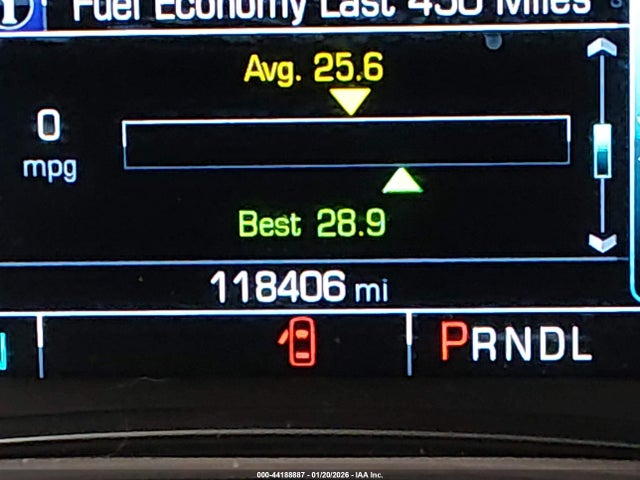 Fuel Economy Last 450 Miles
Avg. 25.6
0
mpg
Best 28.9
118406 mi
PRNDL
000-44188887 - 01/20/2026 - IAA Inc.